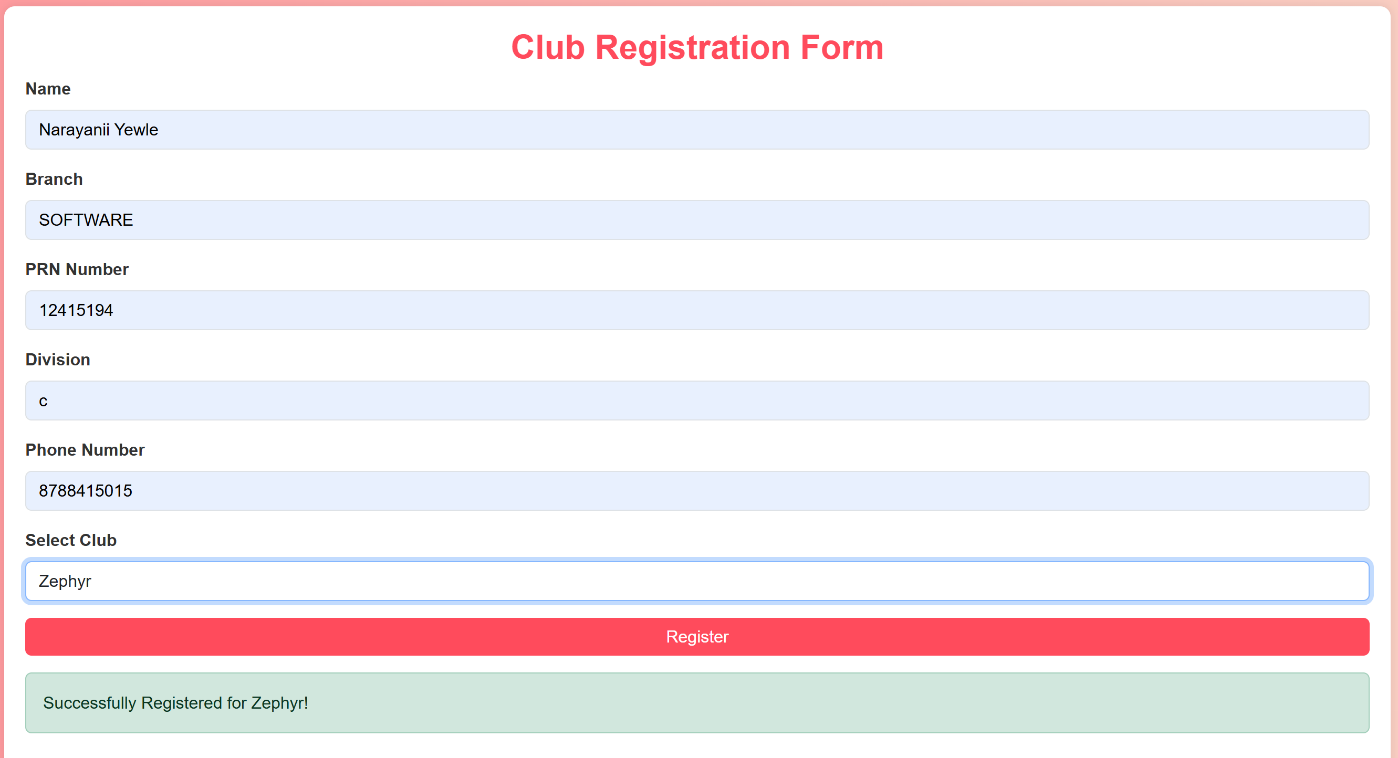 Club Registration Form
Name
Narayanii Yewle
Branch
SOFTWARE
PRN Number
12415194
Division
c
Phone Number
8788415015
Select Club
Zephyr
Register
Successfully Registered for Zephyr!